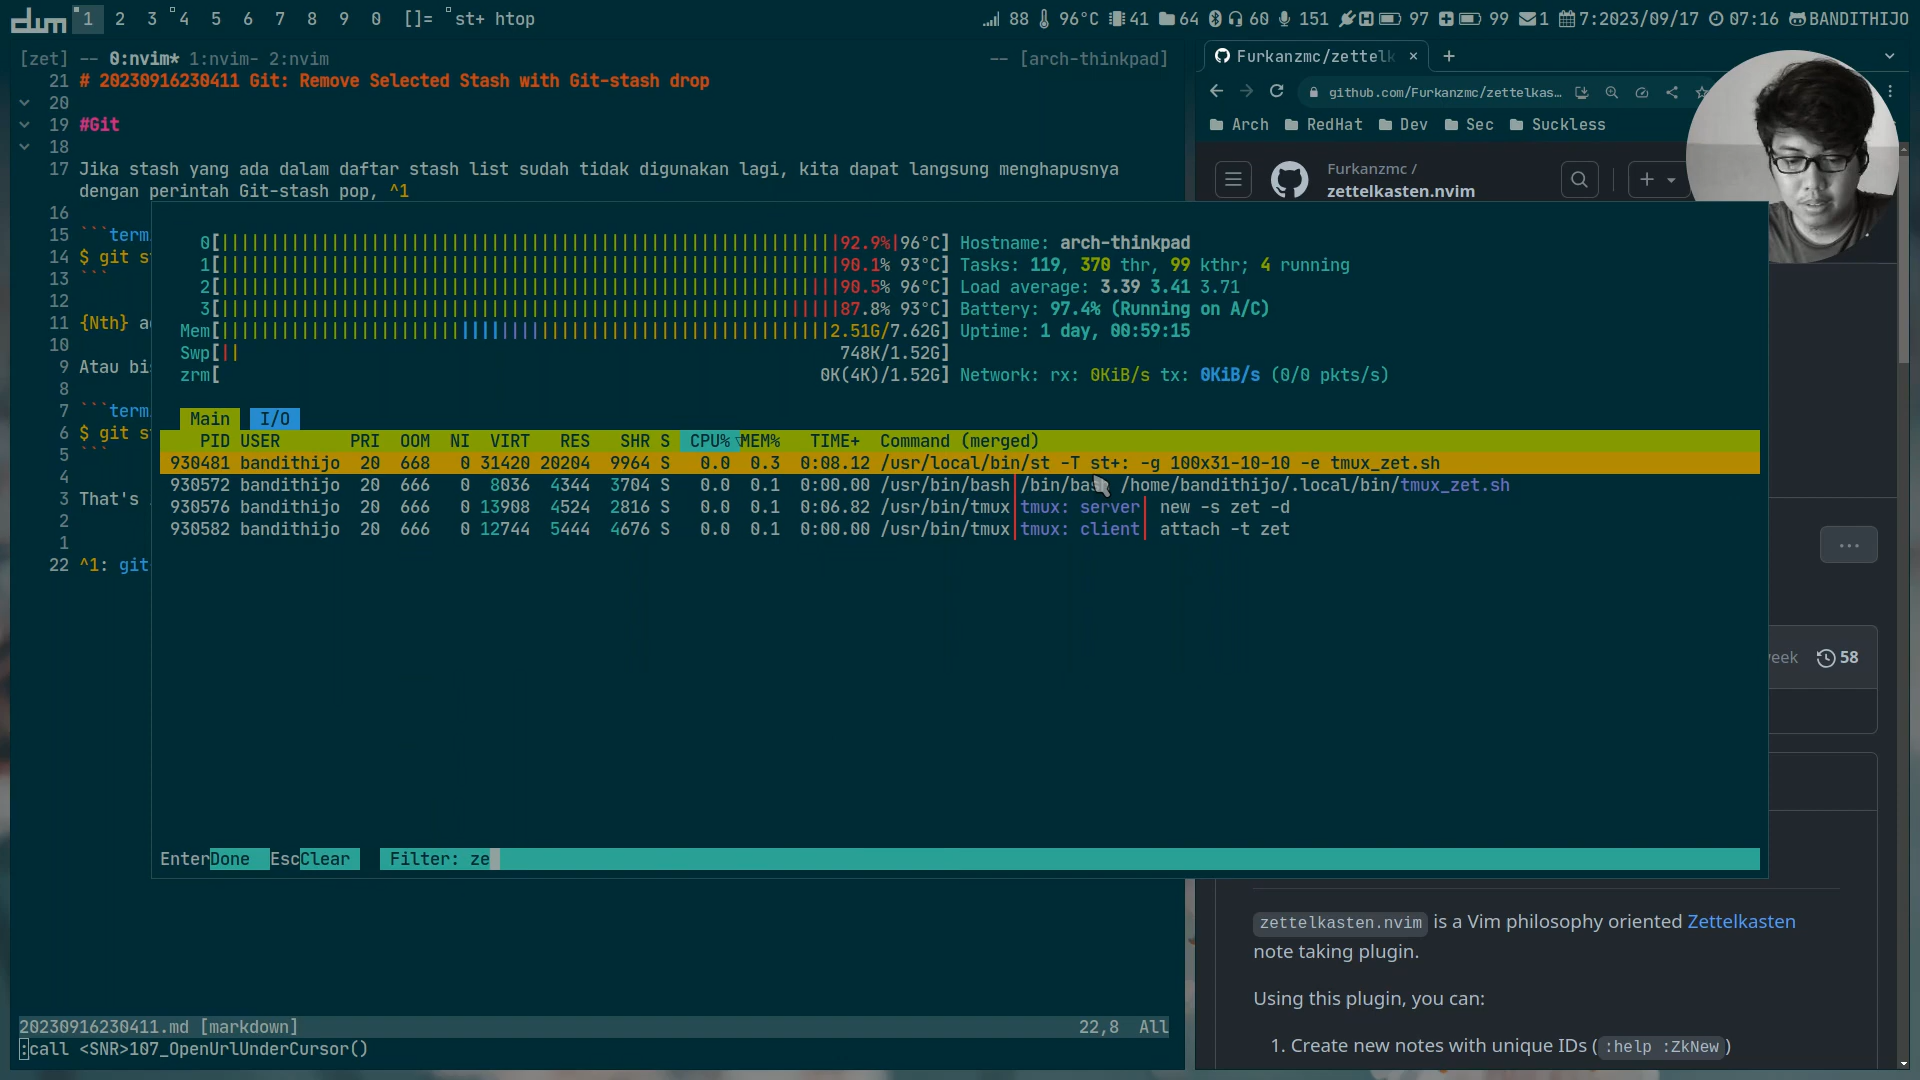 dwm 1 2 3 4 5 6 7 8 9 0 []= st+ htop 88 96°C 41 64 60 151 97 99 1 7:2023/09/17 07:16 BANDITHIJO
[zet] -- 0:nvim* 1:nvim- 2:nvim -- [arch-thinkpad]
21 # 20230916230411 Git: Remove Selected Stash with Git-stash drop
20
19 #Git
18
17 Jika stash yang ada dalam daftar stash list sudah tidak digunakan lagi, kita dapat langsung menghapusnya
dengan perintah Git-stash pop, ^1
16
15 ```term
14 $ git s
13 ```
12
11 {Nth} a
10
9 Atau bi
8
7 ```term
6 $ git s
5 ```
4
3 That's
2
1
22 ^1: git
0[92.9% 96°C] Hostname: arch-thinkpad
1[90.1% 93°C] Tasks: 119, 370 thr, 99 kthr; 4 running
2[90.5% 96°C] Load average: 3.39 3.41 3.71
3[87.8% 93°C] Battery: 97.4% (Running on A/C)
Mem[2.51G/7.62G] Uptime: 1 day, 00:59:15
Swp[748K/1.52G]
zrm[0K(4K)/1.52G] Network: rx: 0KiB/s tx: 0KiB/s (0/0 pkts/s)
Main I/O
PID USER PRI OOM NI VIRT RES SHR S CPU%▽MEM% TIME+ Command (merged)
930481 bandithijo 20 668 0 31420 20204 9964 S 0.0 0.3 0:08.12 /usr/local/bin/st -T st+: -g 100x31-10-10 -e tmux_zet.sh
930572 bandithijo 20 666 0 8036 4344 3704 S 0.0 0.1 0:00.00 /usr/bin/bash│/bin/bas /home/bandithijo/.local/bin/tmux_zet.sh
930576 bandithijo 20 666 0 13908 4524 2816 S 0.0 0.1 0:06.82 /usr/bin/tmux│tmux: server│ new -s zet -d
930582 bandithijo 20 666 0 12744 5444 4676 S 0.0 0.1 0:00.00 /usr/bin/tmux│tmux: client│ attach -t zet
EnterDone EscClear Filter: ze
20230916230411.md [markdown] 22,8 All
:call <SNR>107_OpenUrlUnderCursor()
Furkanzmc/zettelk
github.com/Furkanzmc/zettelkas…
Arch RedHat Dev Sec Suckless
Furkanzmc /
zettelkasten.nvim
eek 58
zettelkasten.nvim is a Vim philosophy oriented Zettelkasten
note taking plugin.
Using this plugin, you can:
1. Create new notes with unique IDs ( :help :ZkNew )